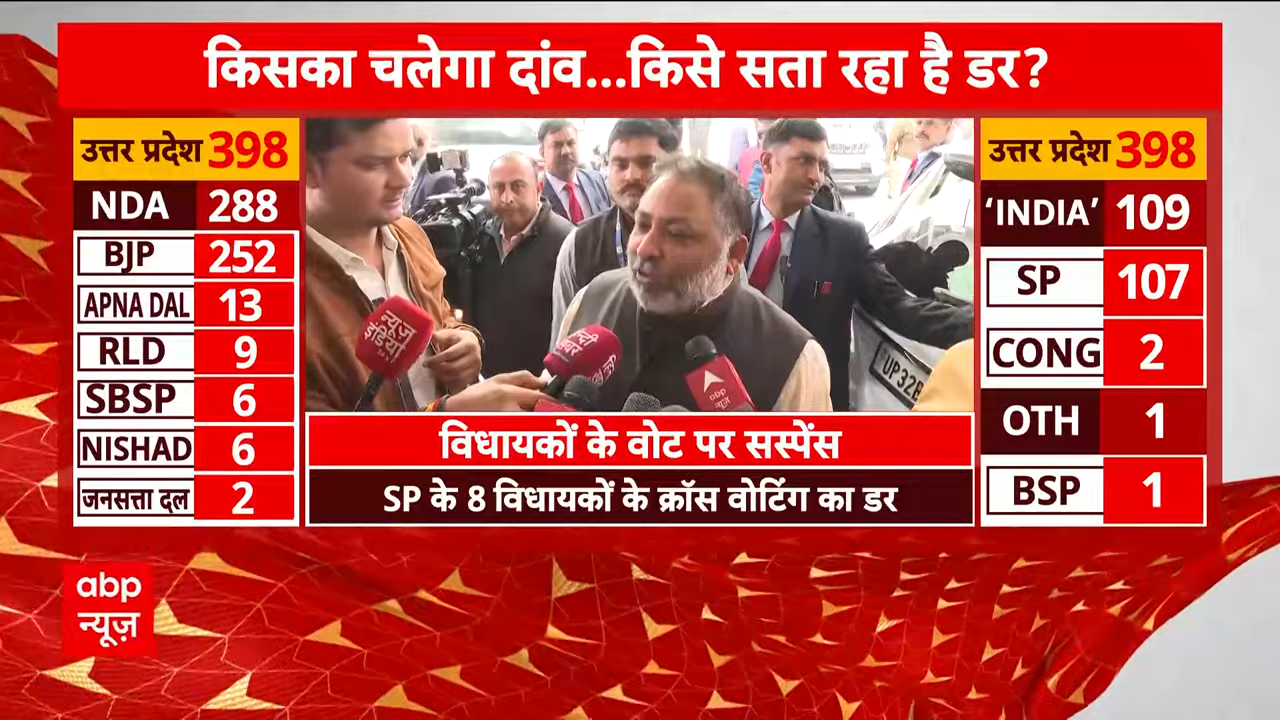 किसका चलेगा दांव...किसे सता रहा है डर?
उत्तर प्रदेश 398
NDA 288
BJP 252
APNA DAL 13
RLD 9
SBSP 6
NISHAD 6
जनसत्ता दल 2
न्यूज़
इंडिया
abp
न्यूज़
UP32
विधायकों के वोट पर सस्पेंस
SP के 8 विधायकों के क्रॉस वोटिंग का डर
उत्तर प्रदेश 398
‘INDIA’ 109
SP 107
CONG 2
OTH 1
BSP 1
abp
न्यूज़